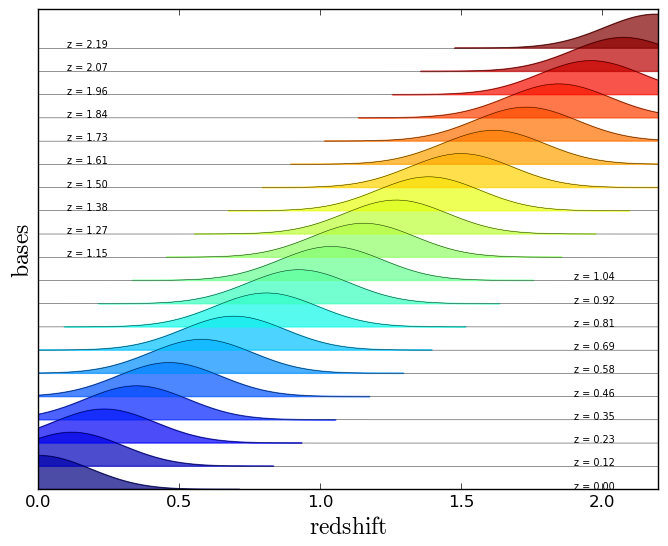 z = 2.19
z = 2.07
z = 1.96
z = 1.84
z = 1.73
z = 1.61
z = 1.50
z = 1.38
z = 1.27
z = 1.15
z = 1.04
z = 0.92
z = 0.81
z = 0.69
z = 0.58
z = 0.46
z = 0.35
z = 0.23
z = 0.12
z = 0.00
bases
0.0 0.5 1.0 1.5 2.0
redshift